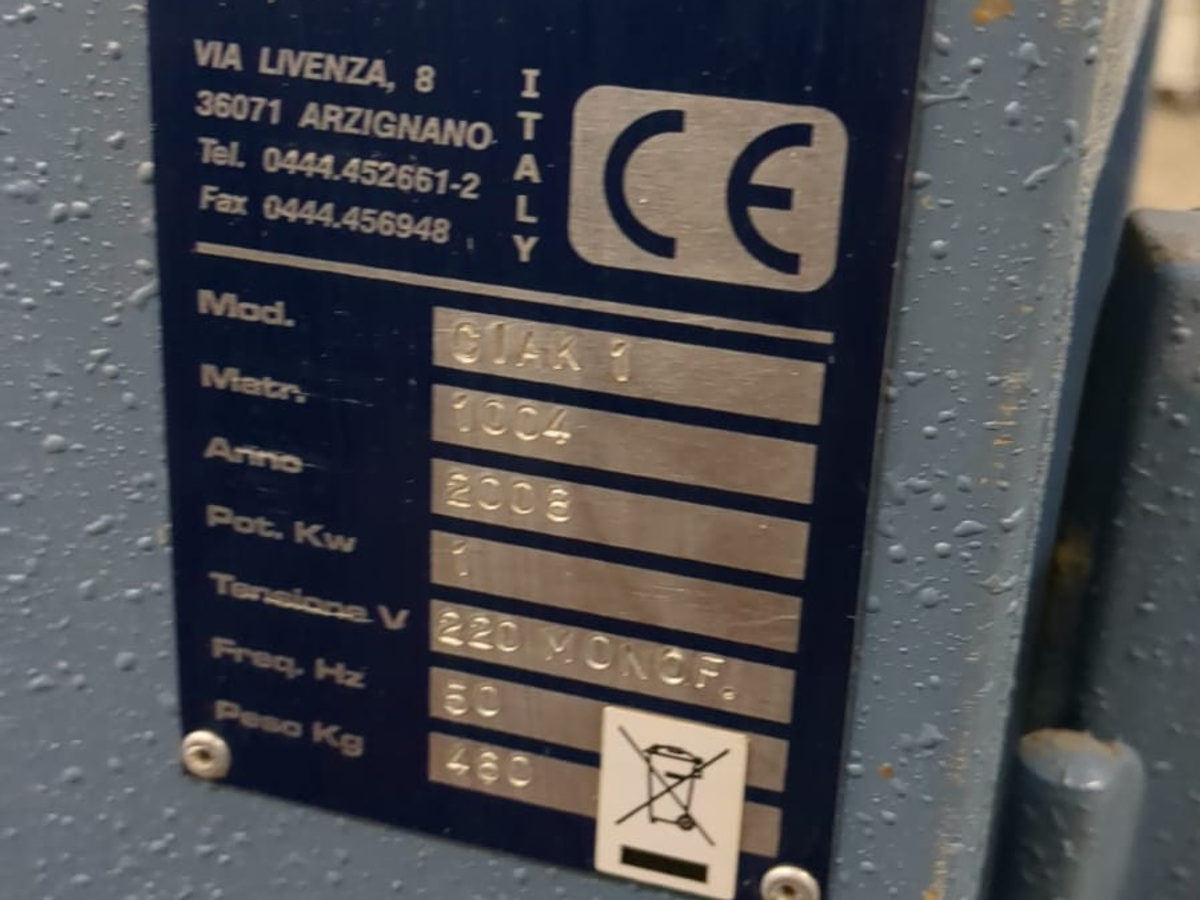 VIA LIVENZA, 8
36071 ARZIGNANO
Tel. 0444.452661-2
Fax 0444.456948
ITALY
CE
Mod. CIAK 1
Matr. 1004
Anno 2008
Pot. Kw 1
Tensione V 220 MONOF.
Freq. Hz 50
Peso Kg 460